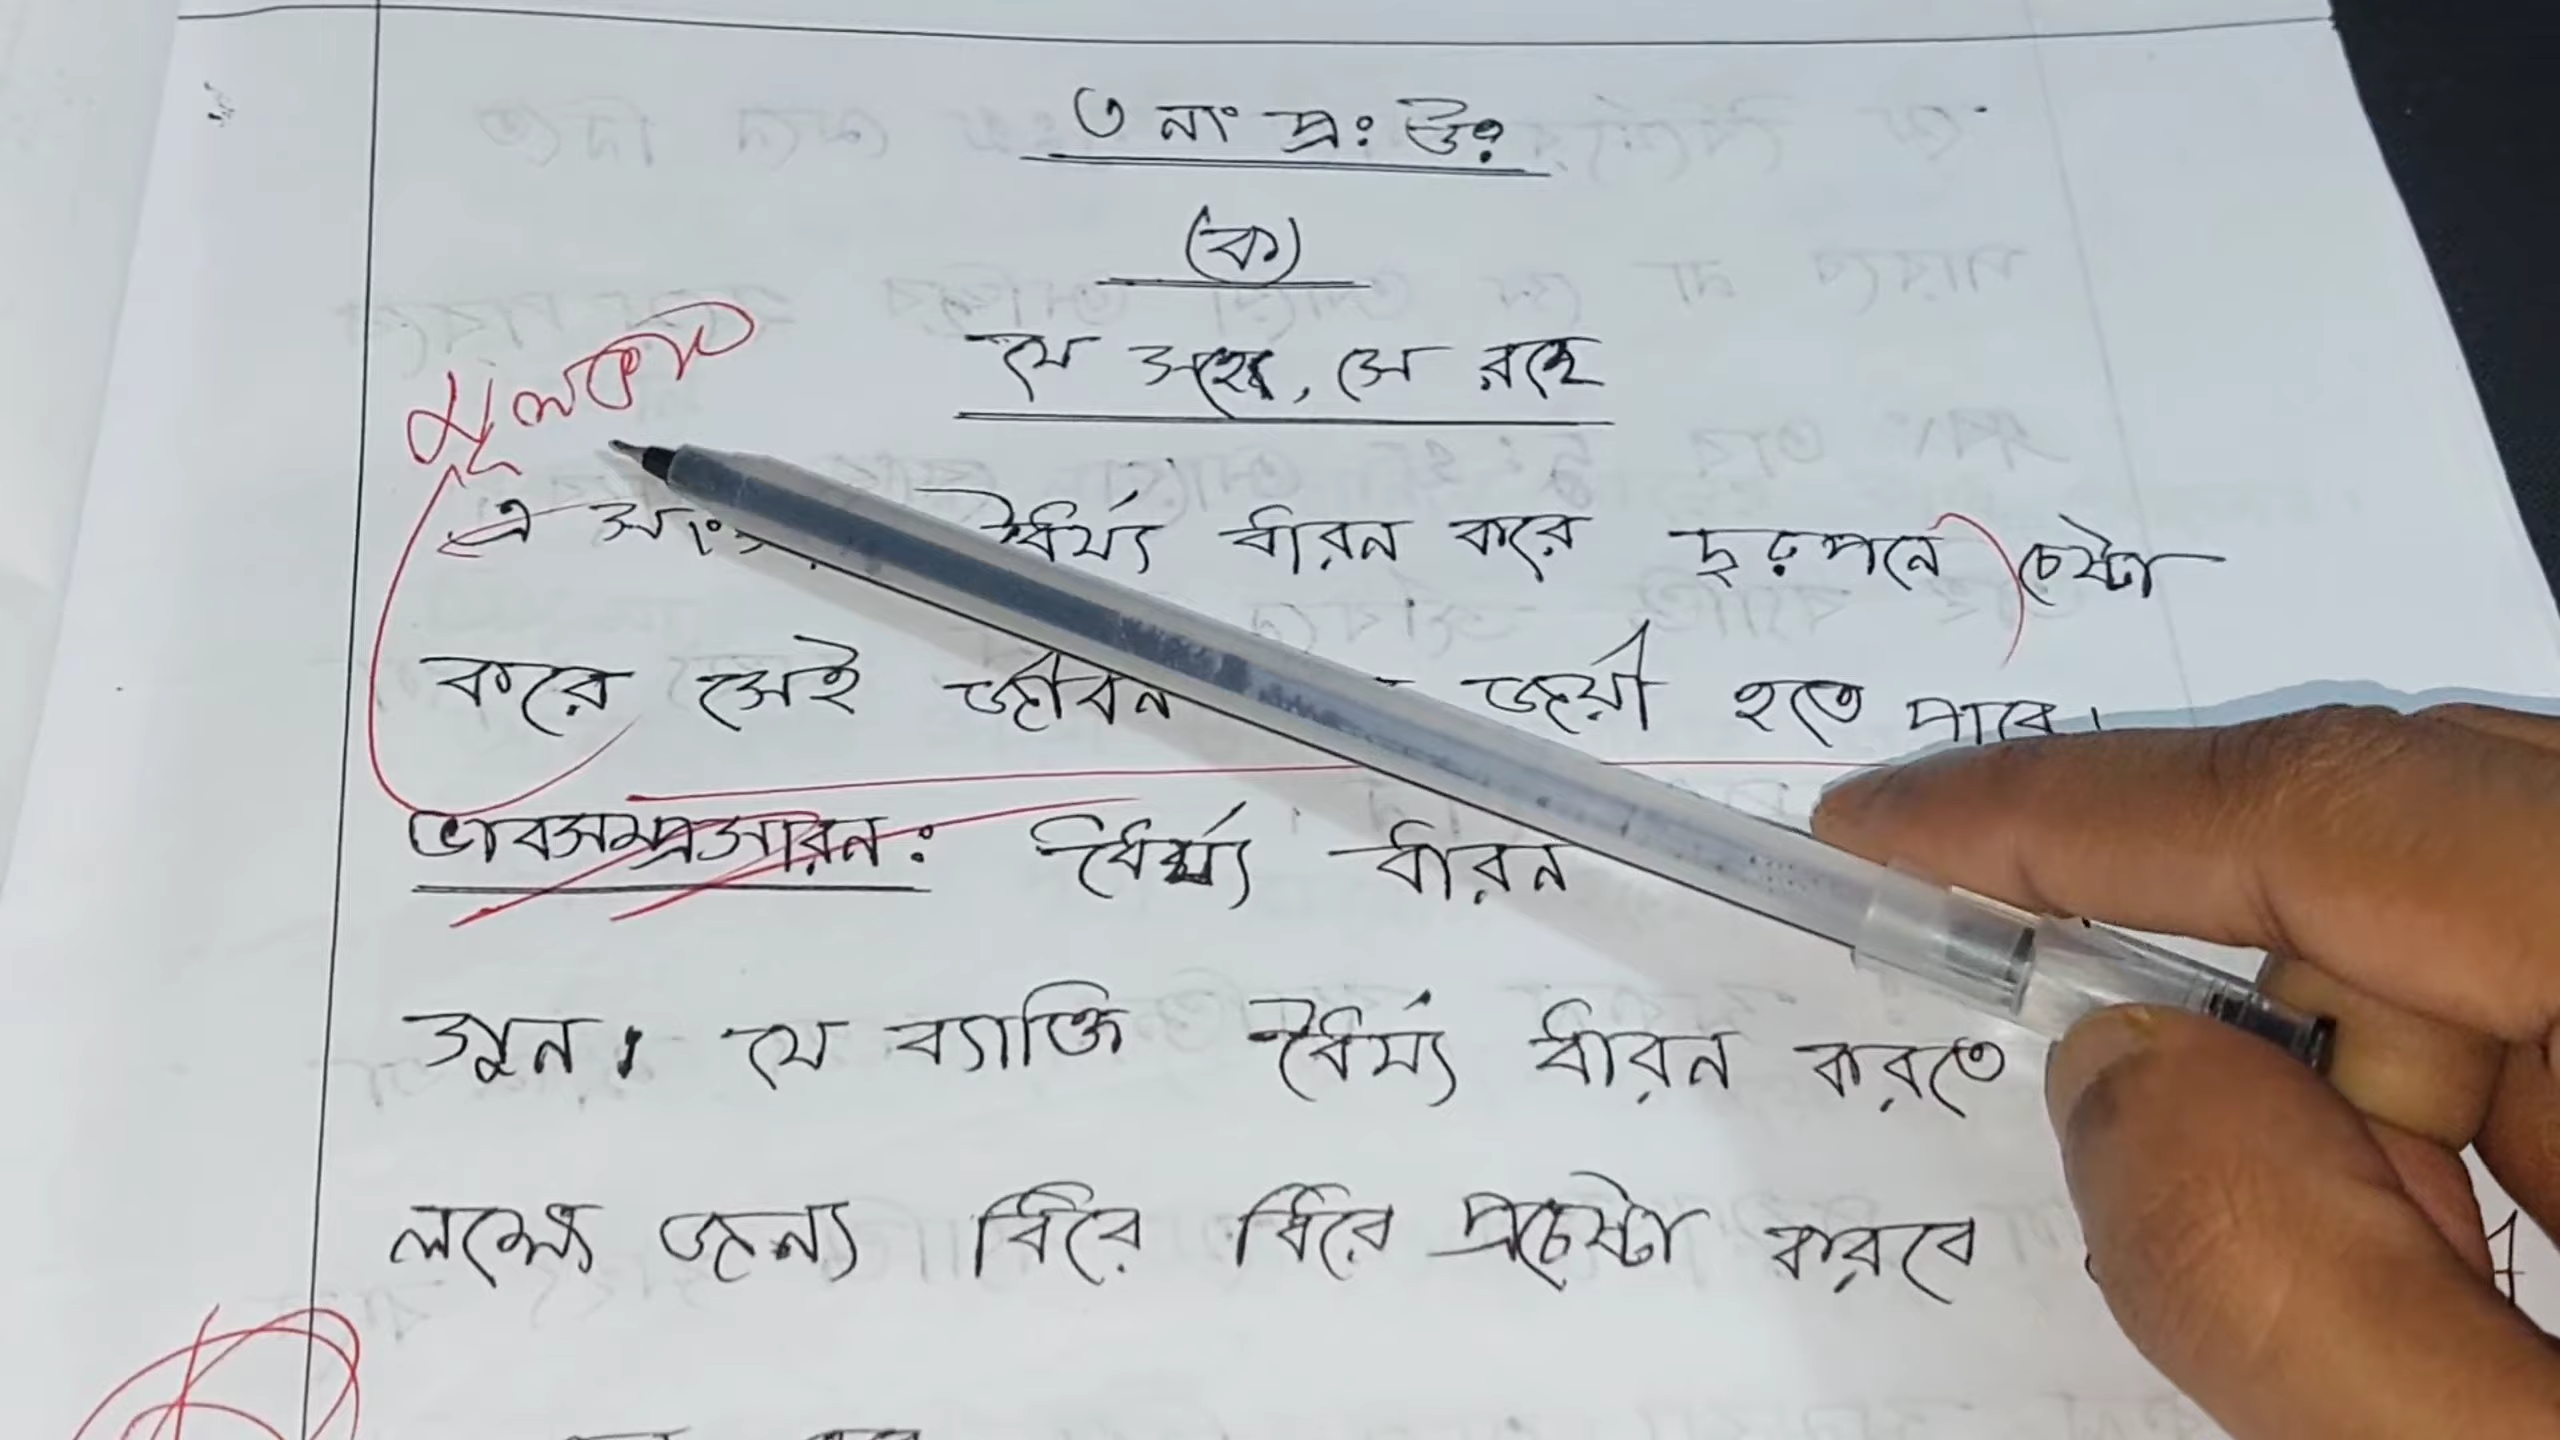 ৩ নং প্র: উঃ
(ক)
যে সহে, সে রহে
মূলভাব
এ ধৈর্য্য ধারন করে দৃঢ়পনে চেষ্টা
করে সেই জীবন জয়ী হতে পারে।
ভাবসম্প্রসারন: ধৈর্য্য ধারন
গুন। যে ব্যাক্তি ধৈর্য্য ধারন করতে
লক্ষ্যে জন্য ধিরে ধিরে প্রচেষ্টা করবে